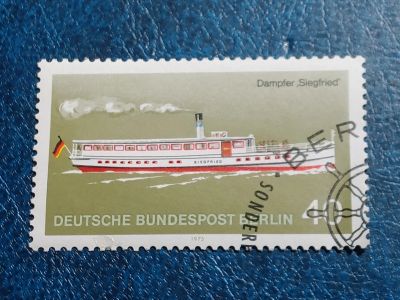 Dampfer „Siegfried"
SIEGFRIED
DEUTSCHE BUNDESPOST BERLIN 40
1975
BER
SONDER